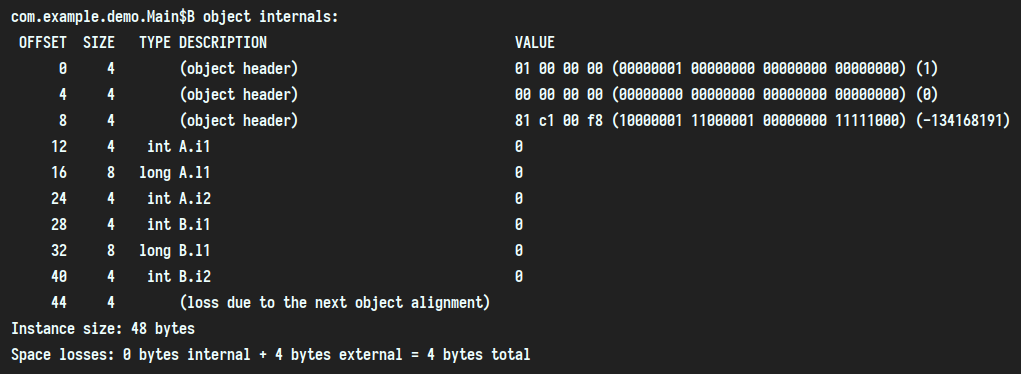 com.example.demo.Main$B object internals:
OFFSET SIZE TYPE DESCRIPTION VALUE
0 4 (object header) 01 00 00 00 (00000001 00000000 00000000 00000000) (1)
4 4 (object header) 00 00 00 00 (00000000 00000000 00000000 00000000) (0)
8 4 (object header) 81 c1 00 f8 (10000001 11000001 00000000 11111000) (-134168191)
12 4 int A.i1 0
16 8 long A.l1 0
24 4 int A.i2 0
28 4 int B.i1 0
32 8 long B.l1 0
40 4 int B.i2 0
44 4 (loss due to the next object alignment)
Instance size: 48 bytes
Space losses: 0 bytes internal + 4 bytes external = 4 bytes total